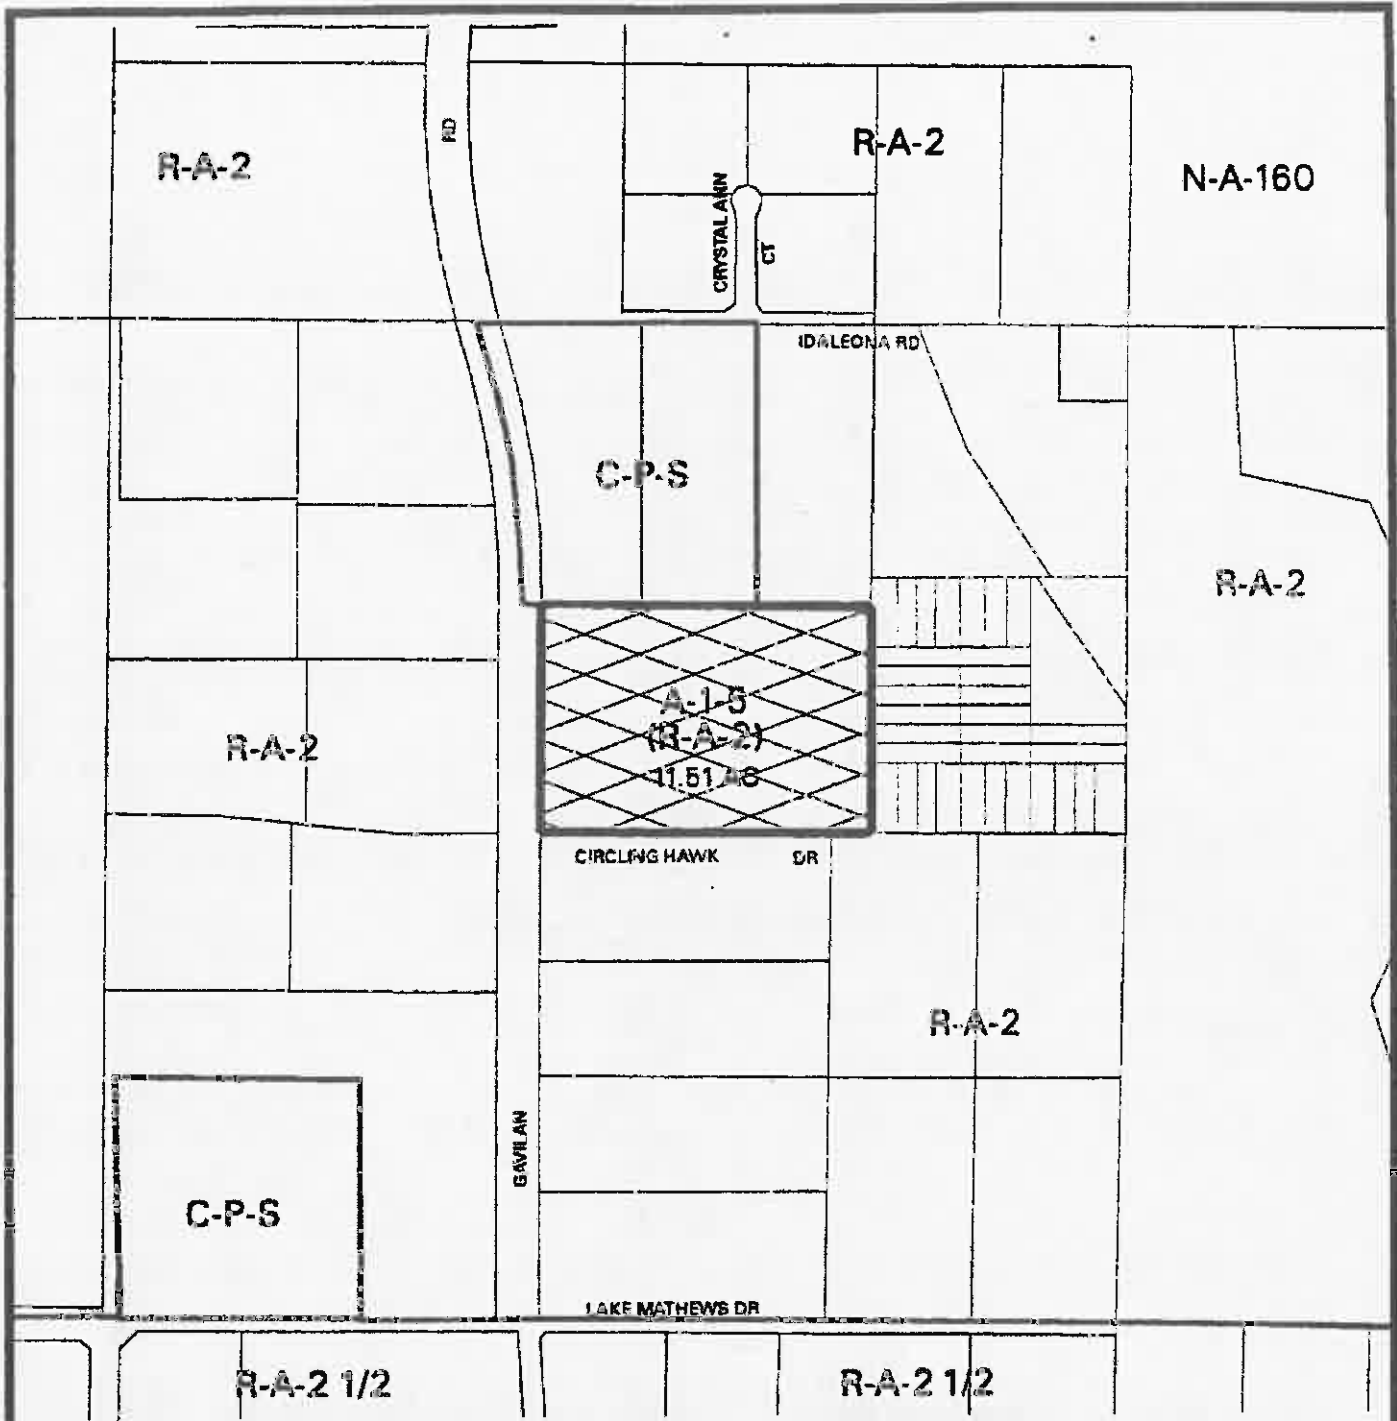 RD
R-A-2
R-A-2
N-A-160
CRYSTAL ANN
CT
IDALEONA RD
C-P-S
R-A-2
A-1-5
(R-A-2)
11.51 AC
R-A-2
CIRCLING HAWK DR
R-A-2
GAVILAN
C-P-S
LAKE MATHEWS DR
R-A-2 1/2
R-A-2 1/2